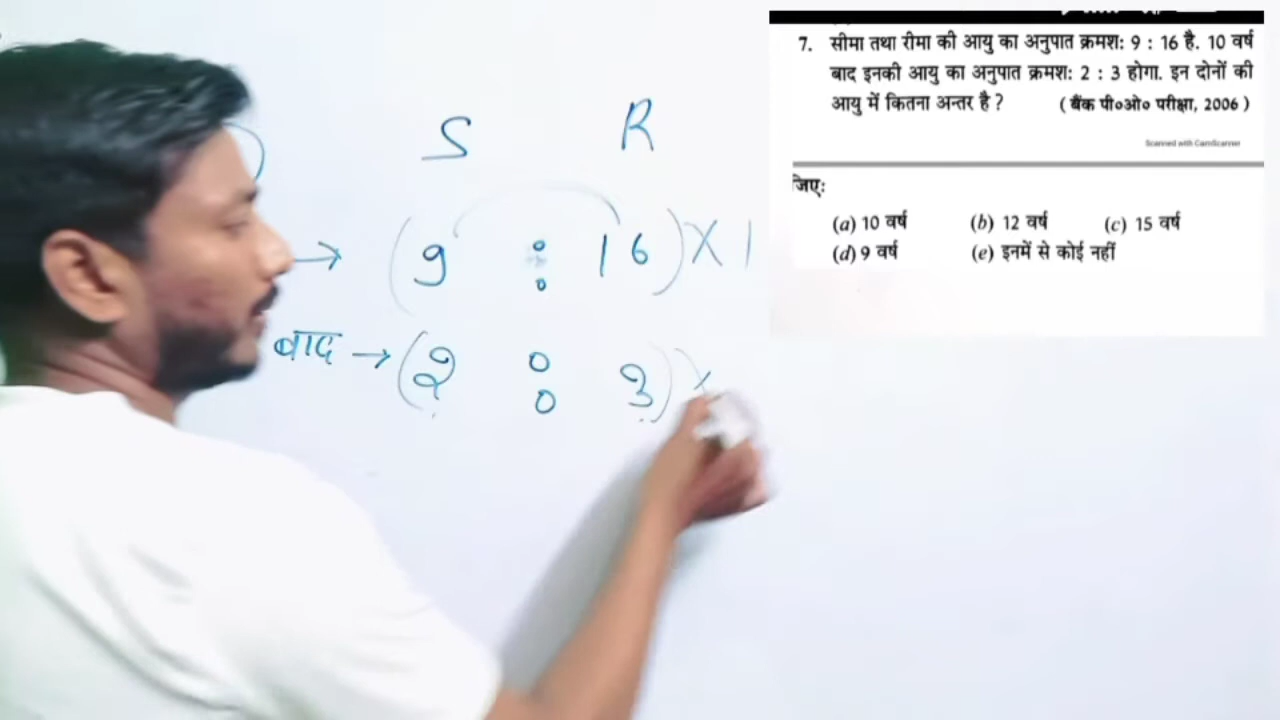 7. सीमा तथा रीमा की आयु का अनुपात क्रमश: 9 : 16 है. 10 वर्ष
बाद इनकी आयु का अनुपात क्रमश: 2 : 3 होगा. इन दोनों की
आयु में कितना अन्तर है ? ( बैंक पी०ओ० परीक्षा, 2006 )
Scanned with CamScanner
जिए:
(a) 10 वर्ष (b) 12 वर्ष (c) 15 वर्ष
(d) 9 वर्ष (e) इनमें से कोई नहीं
S R
→ (9 : 16) X 1
बाद → (2 : 3) x